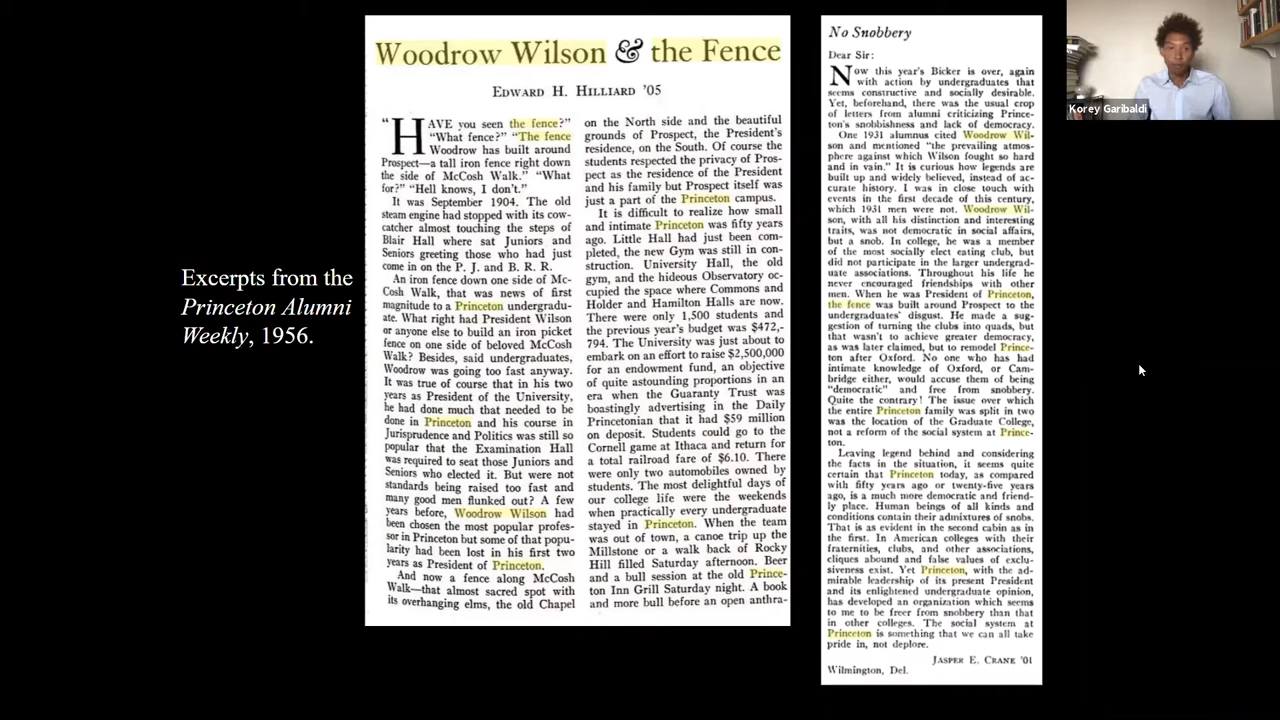 Excerpts from the
Princeton Alumni
Weekly, 1956.
Woodrow Wilson & the Fence
EDWARD H. HILLIARD '05
"HAVE you seen the fence?"
"What fence?" "The fence
Woodrow has built around
Prospect—a tall iron fence right down
the side of McCosh Walk." "What
for?" "Hell knows, I don't."
It was September 1904. The old
steam engine had stopped with its cow-
catcher almost touching the steps of
Blair Hall where sat Juniors and
Seniors greeting those who had just
come in on the P. J. and B. R. R.
An iron fence down one side of Mc-
Cosh Walk, that was news of first
magnitude to a Princeton undergradu-
ate. What right had President Wilson
or anyone else to build an iron picket
fence on one side of beloved McCosh
Walk? Besides, said undergraduates,
Woodrow was going too fast anyway.
It was true of course that in his two
years as President of the University,
he had done much that needed to be
done in Princeton and his course in
Jurisprudence and Politics was still so
popular that the Examination Hall
was required to seat those Juniors and
Seniors who elected it. But were not
standards being raised too fast and
many good men flunked out? A few
years before, Woodrow Wilson had
been chosen the most popular profes-
sor in Princeton but some of that popu-
larity had been lost in his first two
years as President of Princeton.
And now a fence along McCosh
Walk—that almost sacred spot with
its overhanging elms, the old Chapel
on the North side and the beautiful
grounds of Prospect, the President's
residence, on the South. Of course the
students respected the privacy of Pros-
pect as the residence of the President
and his family but Prospect itself was
just a part of the Princeton campus.
It is difficult to realize how small
and intimate Princeton was fifty years
ago. Little Hall had just been com-
pleted, the new Gym was still in con-
struction. University Hall, the old
gym, and the hideous Observatory oc-
cupied the space where Commons and
Holder and Hamilton Halls are now.
There were only 1,500 students and
the previous year's budget was $472,-
794. The University was just about to
embark on an effort to raise $2,500,000
for an endowment fund, an objective
of quite astounding proportions in an
era when the Guaranty Trust was
boastingly advertising in the Daily
Princetonian that it had $59 million
on deposit. Students could go to the
Cornell game at Ithaca and return for
a total railroad fare of $6.10. There
were only two automobiles owned by
students. The most delightful days of
our college life were the weekends
when practically every undergraduate
stayed in Princeton. When the team
was out of town, a canoe trip up the
Millstone or a walk back of Rocky
Hill filled Saturday afternoon. Beer
and a bull session at the old Prince-
ton Inn Grill Saturday night. A book
and more bull before an open anthra-
No Snobbery
Dear Sir:
Now this year's Bicker is over, again
with action by undergraduates that
seems constructive and socially desirable.
Yet, beforehand, there was the usual crop
of letters from alumni criticizing Prince-
ton's snobbishness and lack of democracy.
One 1931 alumnus cited Woodrow Wil-
son and mentioned "the prevailing atmos-
phere against which Wilson fought so hard
and in vain." It is curious how legends are
built up and widely believed, instead of ac-
curate history. I was in close touch with
events in the first decade of this century,
which 1931 men were not. Woodrow Wil-
son, with all his distinction and interesting
traits, was not democratic in social affairs,
but a snob. In college, he was a member
of the most socially elect eating club, but
did not participate in the larger undergrad-
uate associations. Throughout his life he
never encouraged friendships with other
men. When he was President of Princeton,
the fence was built around Prospect to the
undergraduates' disgust. He made a sug-
gestion of turning the clubs into quads, but
that wasn't to achieve greater democracy,
as was later claimed, but to remodel Prince-
ton after Oxford. No one who has had
intimate knowledge of Oxford, or Cam-
bridge either, would accuse them of being
"democratic" and free from snobbery.
Quite the contrary! The issue over which
the entire Princeton family was split in two
was the location of the Graduate College,
not a reform of the social system at Prince-
ton.
Leaving legend behind and considering
the facts in the situation, it seems quite
certain that Princeton today, as compared
with fifty years ago or twenty-five years
ago, is a much more democratic and friend-
ly place. Human beings of all kinds and
conditions contain their admixtures of snobs.
That is as evident in the second cabin as in
the first. In American colleges with their
fraternities, clubs, and other associations,
cliques abound and false values of exclu-
siveness exist. Yet Princeton, with the ad-
mirable leadership of its present President
and its enlightened undergraduate opinion,
has developed an organization which seems
to me to be freer from snobbery than that
in other colleges. The social system at
Princeton is something that we can all take
pride in, not deplore.
JASPER E. CRANE '01
Wilmington, Del.
Korey Garibaldi